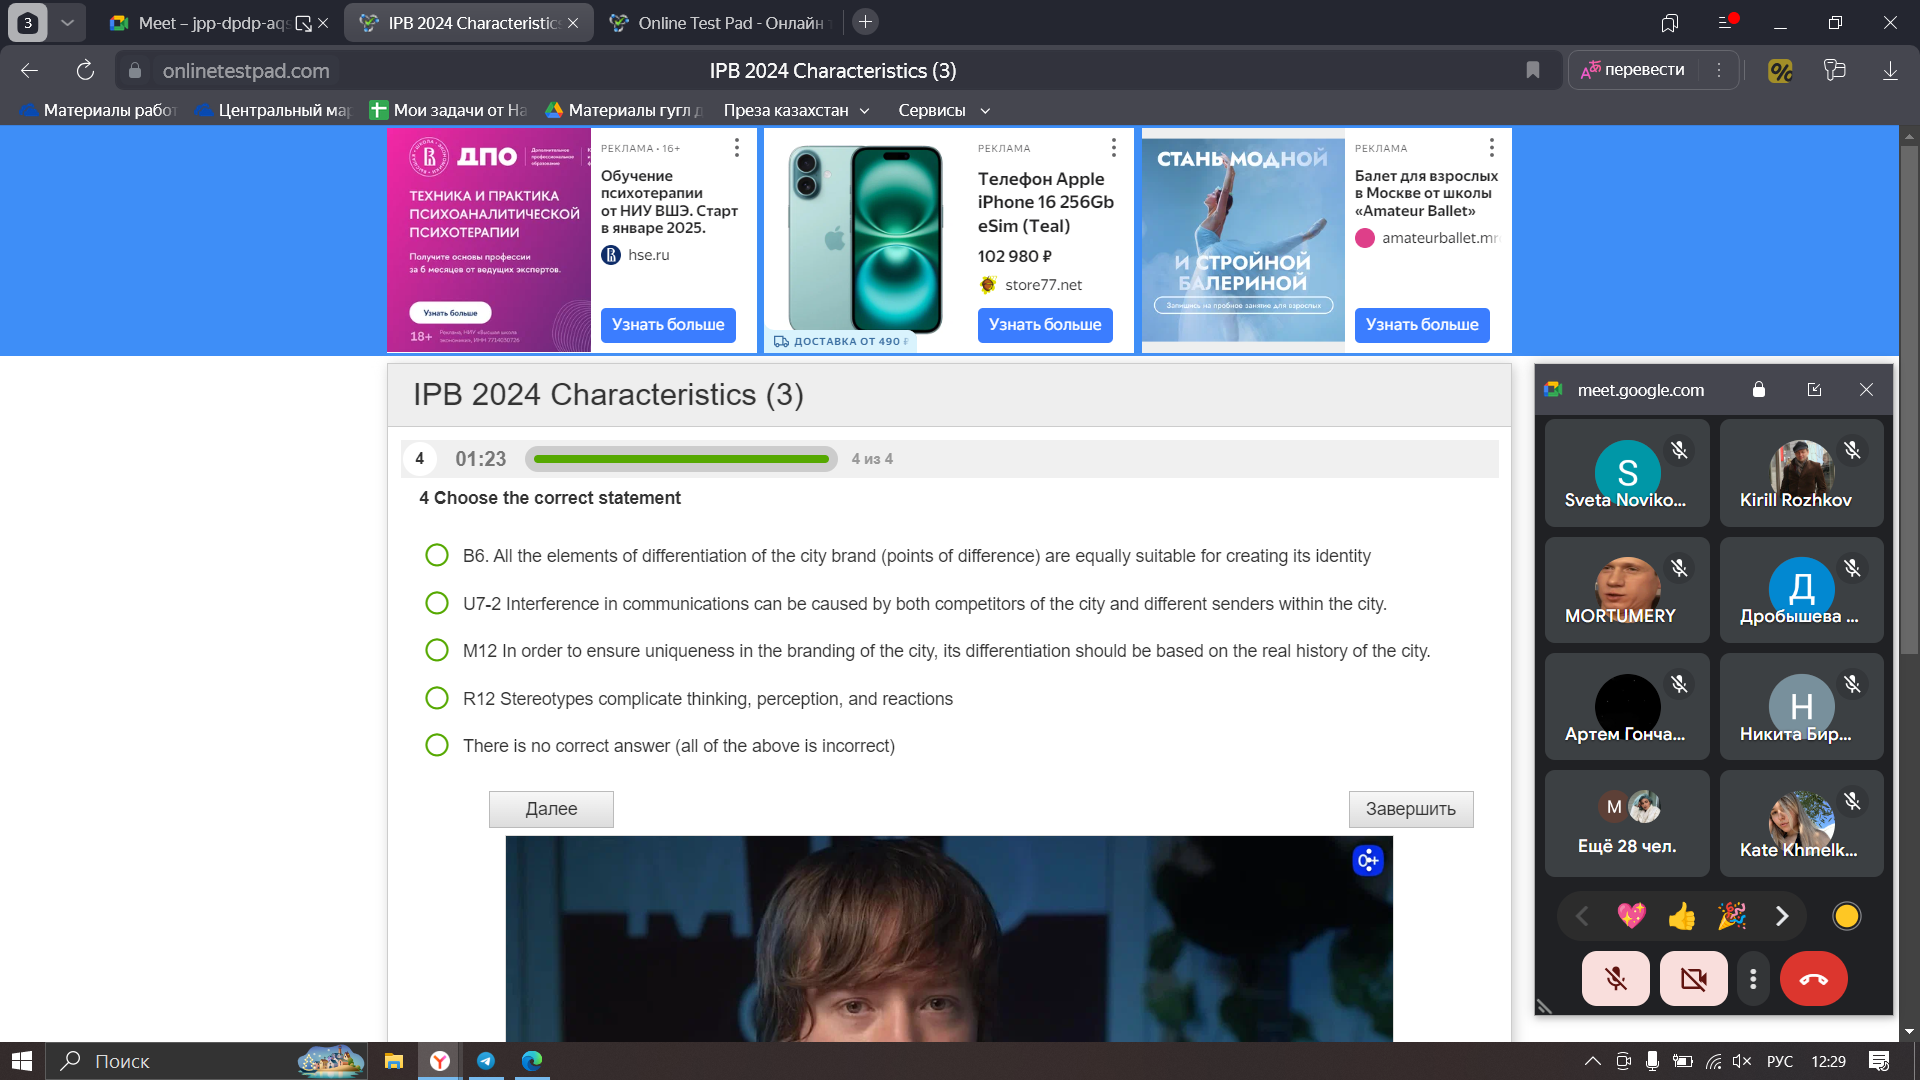 3
Meet – jpp-dpdp-aqs
IPB 2024 Characteristics
Online Test Pad - Онлайн т
onlinetestpad.com
IPB 2024 Characteristics (3)
перевести
Материалы работ
Центральный мар
Мои задачи от На
Материалы гугл д
Преза казахстан
Сервисы
ДПО
Дополнительное профессиональное образование
ТЕХНИКА И ПРАКТИКА
ПСИХОАНАЛИТИЧЕСКОЙ
ПСИХОТЕРАПИИ
Получите основы профессии
за 6 месяцев от ведущих экспертов.
Узнать больше
18+
РЕКЛАМА • 16+
Обучение
психотерапии
от НИУ ВШЭ. Старт
в январе 2025.
hse.ru
Узнать больше
ДОСТАВКА ОТ 490 ₽
РЕКЛАМА
Телефон Apple
iPhone 16 256Gb
eSim (Teal)
102 980 ₽
store77.net
Узнать больше
СТАНЬ МОДНОЙ
И СТРОЙНОЙ
БАЛЕРИНОЙ
Запишись на пробное занятие для взрослых
РЕКЛАМА
Балет для взрослых
в Москве от школы
«Amateur Ballet»
amateurballet.mr
Узнать больше
IPB 2024 Characteristics (3)
4
01:23
4 из 4
4 Choose the correct statement
B6. All the elements of differentiation of the city brand (points of difference) are equally suitable for creating its identity
U7-2 Interference in communications can be caused by both competitors of the city and different senders within the city.
M12 In order to ensure uniqueness in the branding of the city, its differentiation should be based on the real history of the city.
R12 Stereotypes complicate thinking, perception, and reactions
There is no correct answer (all of the above is incorrect)
Далее
Завершить
0+
meet.google.com
S
Sveta Noviko...
Kirill Rozhkov
MORTUMERY
Д
Дробышева ...
Артем Гонча...
Н
Никита Бир...
M
Ещё 28 чел.
Kate Khmelk...
Поиск
РУС
12:29